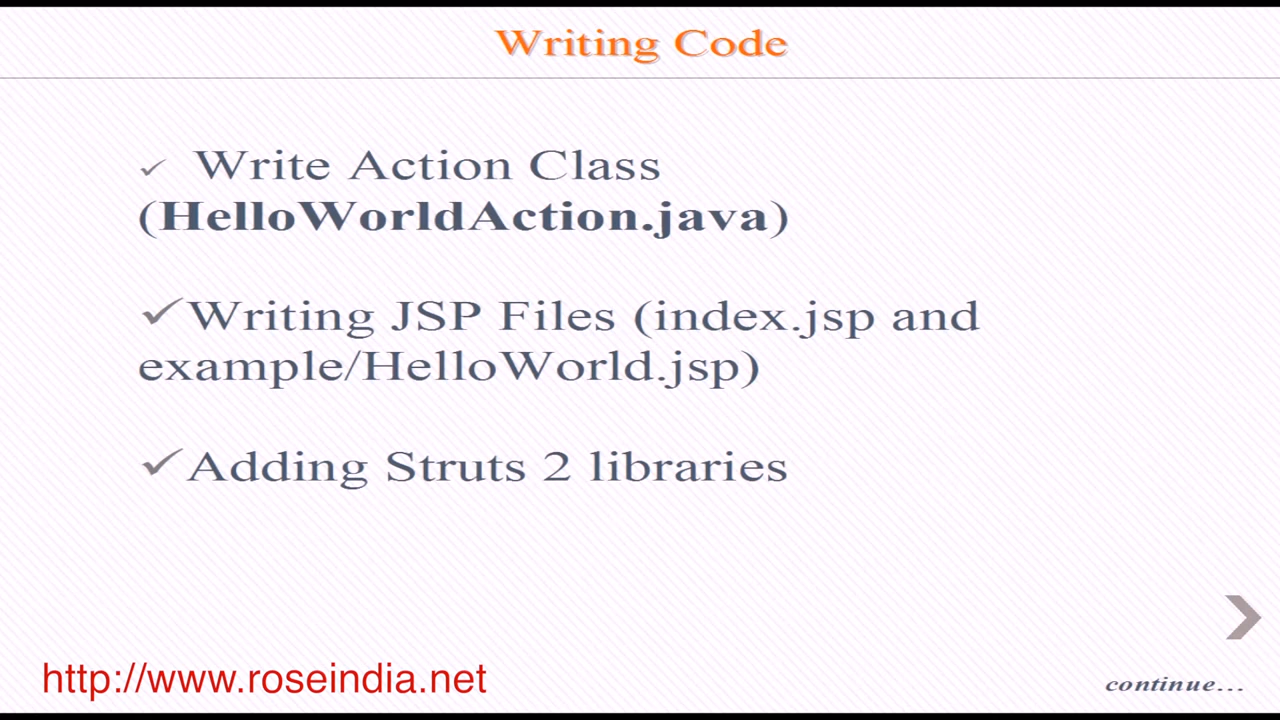 Writing Code
✓ Write Action Class
(HelloWorldAction.java)
✓Writing JSP Files (index.jsp and
example/HelloWorld.jsp)
✓Adding Struts 2 libraries
http://www.roseindia.net
continue...